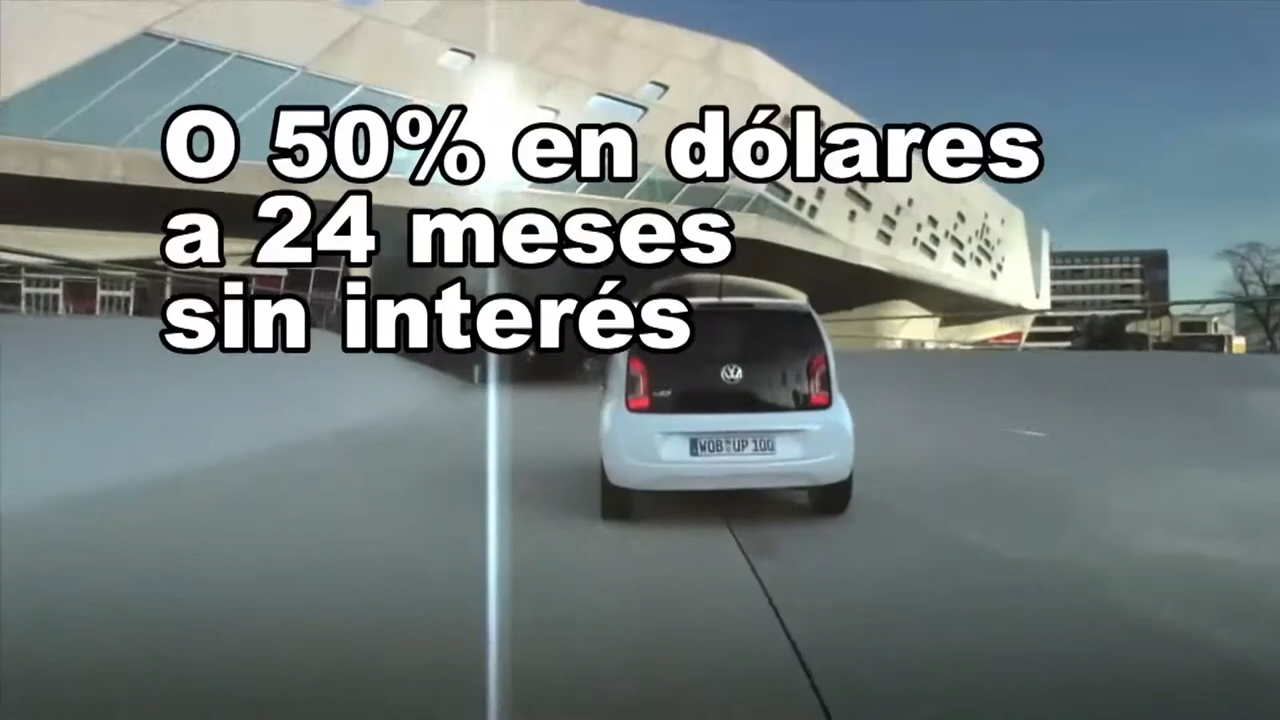 O 50% en dólares
a 24 meses
sin interés
WOB UP 100